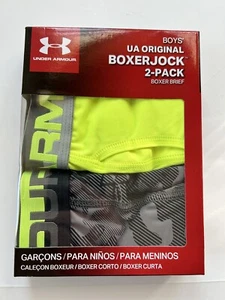 BOYS'
UA ORIGINAL
BOXERJOCK™
2-PACK
BOXER BRIEF
UNDER ARMOUR
GARÇONS / PARA NIÑOS / PARA MENINOS
CALEÇON BOXEUR / BOXER CORTO / BOXER CURTA